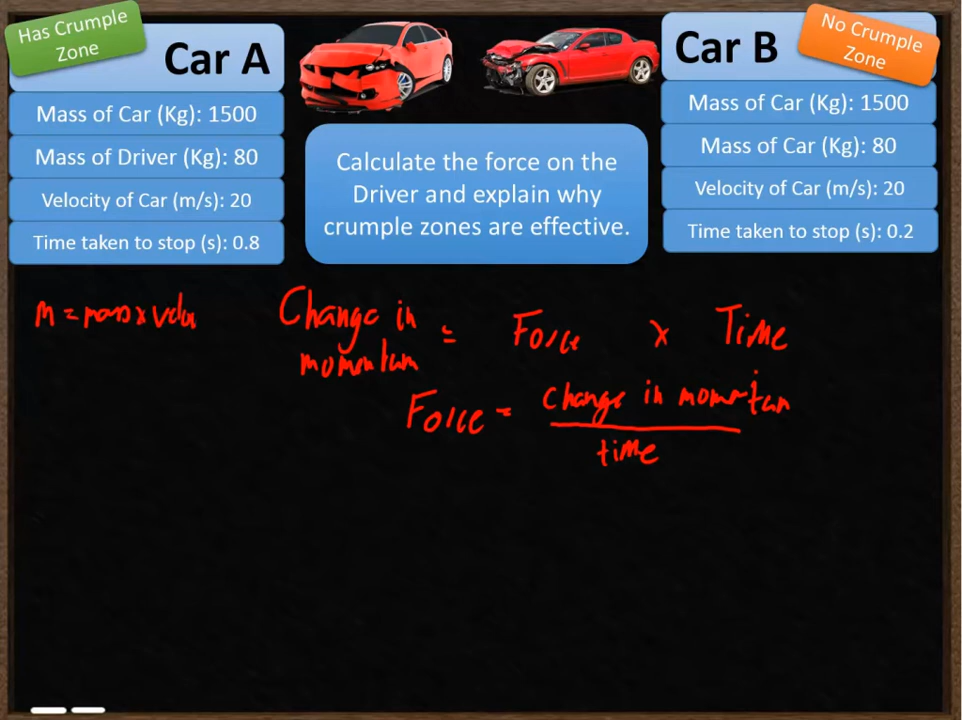 Has Crumple
Zone
Car A
Mass of Car (Kg): 1500
Mass of Driver (Kg): 80
Velocity of Car (m/s): 20
Time taken to stop (s): 0.8
Calculate the force on the
Driver and explain why
crumple zones are effective.
Car B
No Crumple
Zone
Mass of Car (Kg): 1500
Mass of Car (Kg): 80
Velocity of Car (m/s): 20
Time taken to stop (s): 0.2
m = mass x
Change in
momentum = Force x Time
Force = change in momentum
time